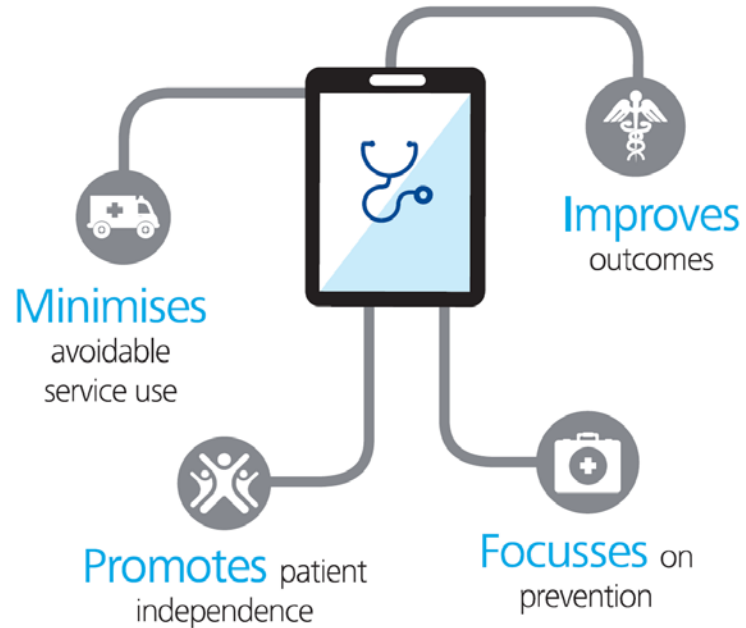 Improves
outcomes
Minimises
avoidable
service use
Promotes patient
independence
Focusses on
prevention